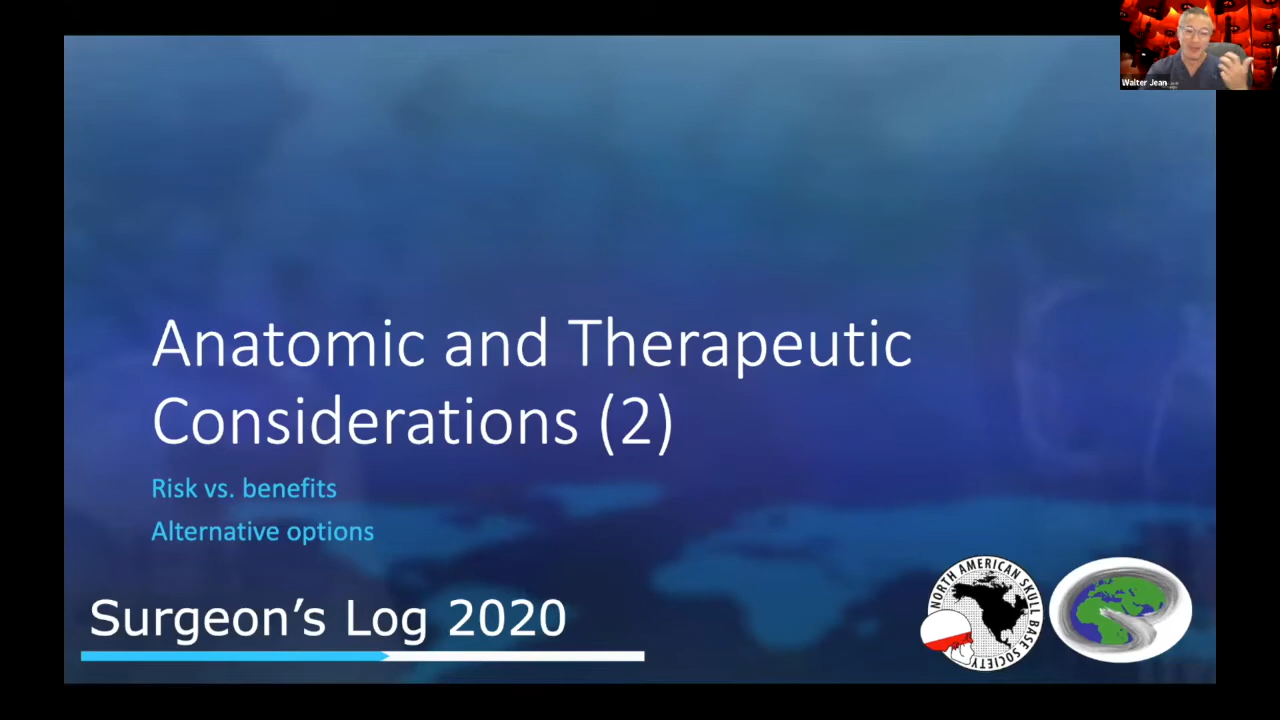 Walter Jean
Anatomic and Therapeutic
Considerations (2)
Risk vs. benefits
Alternative options
Surgeon's Log 2020
NORTH AMERICAN SKULL BASE SOCIETY